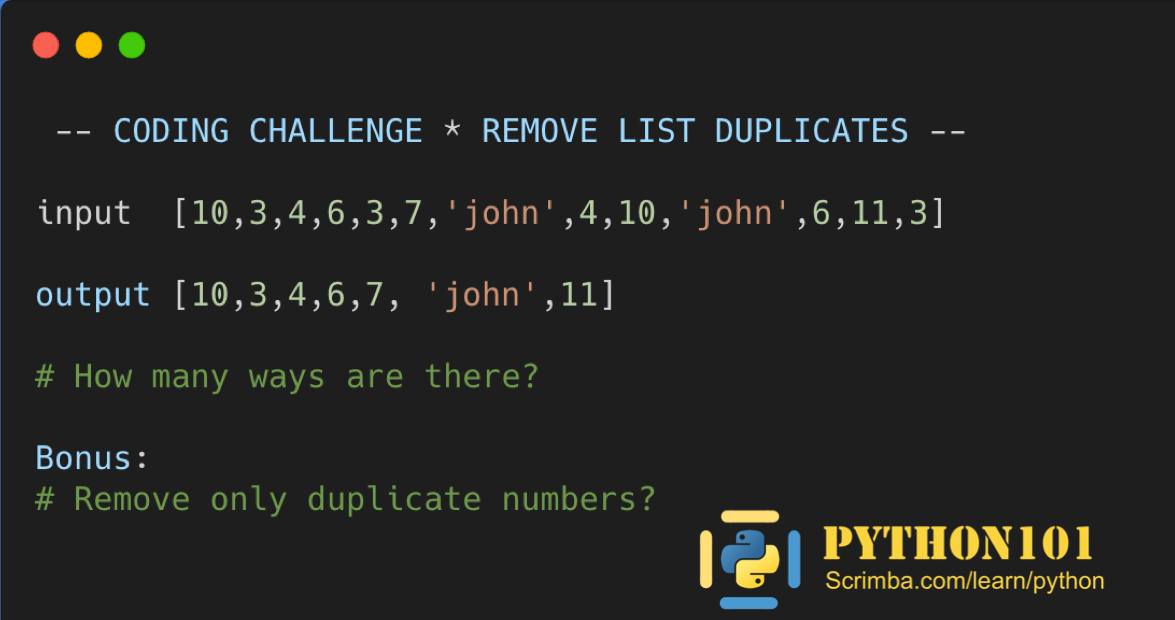 -- CODING CHALLENGE * REMOVE LIST DUPLICATES --
input  [10,3,4,6,3,7,'john',4,10,'john',6,11,3]
output [10,3,4,6,7, 'john',11]
# How many ways are there?
Bonus:
# Remove only duplicate numbers?
PYTHON101
Scrimba.com/learn/python